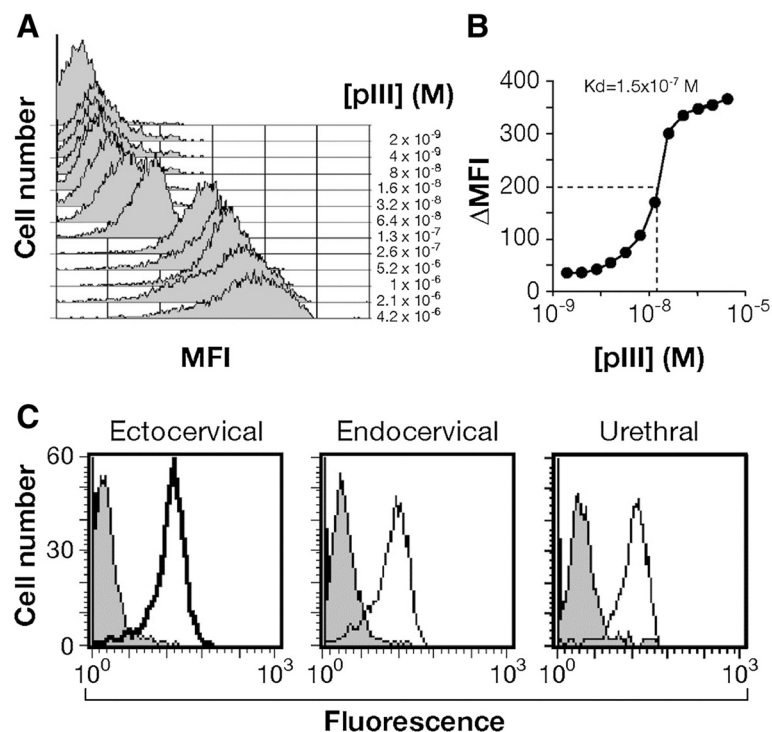 A
Cell number
[pIII] (M)
2 x 10⁻⁹
4 x 10⁻⁹
8 x 10⁻⁸
1.6 x 10⁻⁸
3.2 x 10⁻⁸
6.4 x 10⁻⁸
1.3 x 10⁻⁷
2.6 x 10⁻⁷
5.2 x 10⁻⁶
1 x 10⁻⁶
2.1 x 10⁻⁶
4.2 x 10⁻⁶
MFI
B
ΔMFI
400
300
200
100
0
Kd=1.5x10⁻⁷ M
10⁻⁹ 10⁻⁸ 10⁻⁵
[pIII] (M)
C
Ectocervical Endocervical Urethral
Cell number
60
30
0
10⁰ 10³ 10⁰ 10³ 10⁰ 10³
Fluorescence